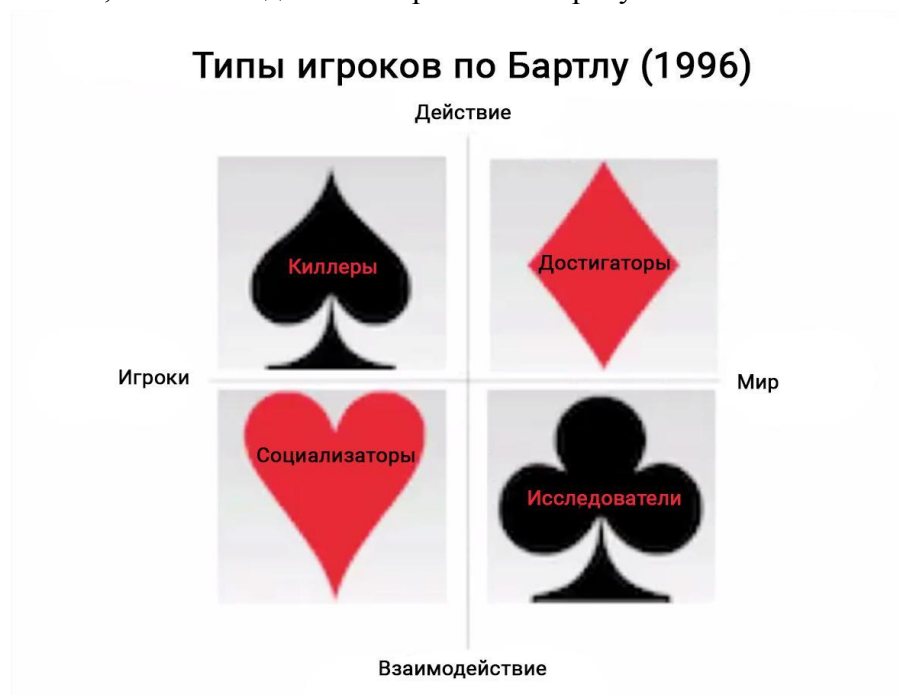 Типы игроков по Бартлу (1996)
Действие
Киллеры
Достигаторы
Игроки
Мир
Социализаторы
Исследователи
Взаимодействие